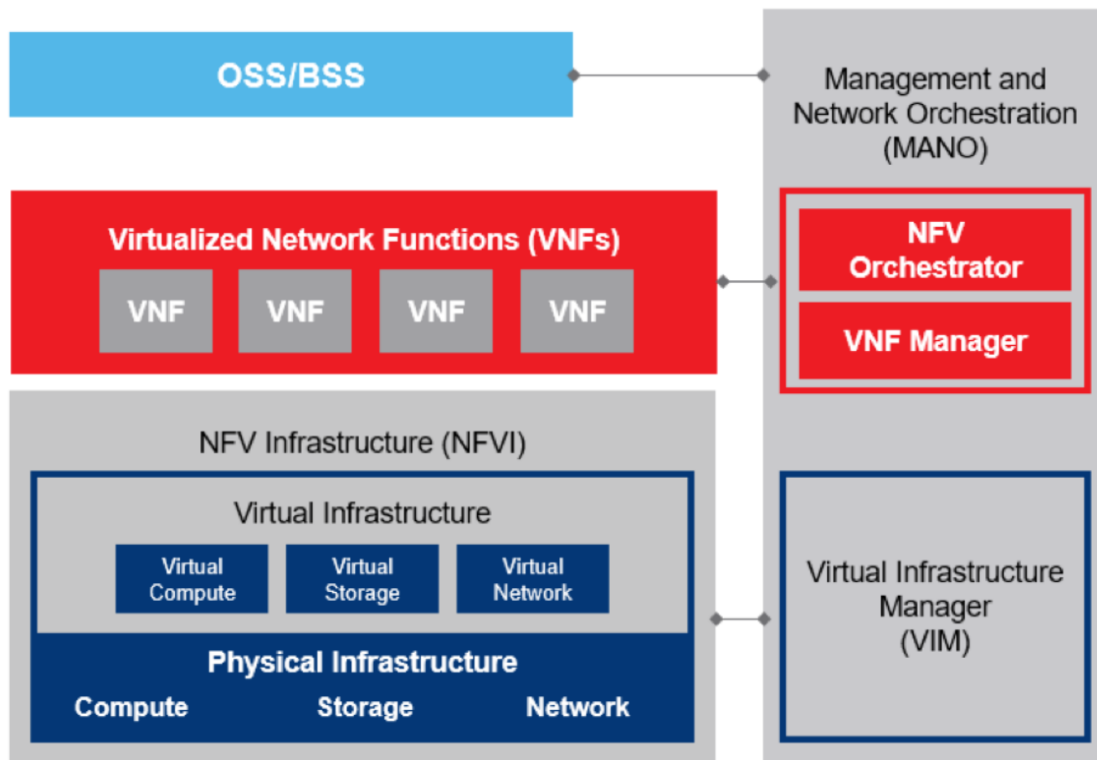 OSS/BSS
Management and
Network Orchestration
(MANO)
Virtualized Network Functions (VNFs)
VNF VNF VNF VNF
NFV
Orchestrator
VNF Manager
NFV Infrastructure (NFVI)
Virtual Infrastructure
Virtual
Compute
Virtual
Storage
Virtual
Network
Physical Infrastructure
Compute Storage Network
Virtual Infrastructure
Manager
(VIM)